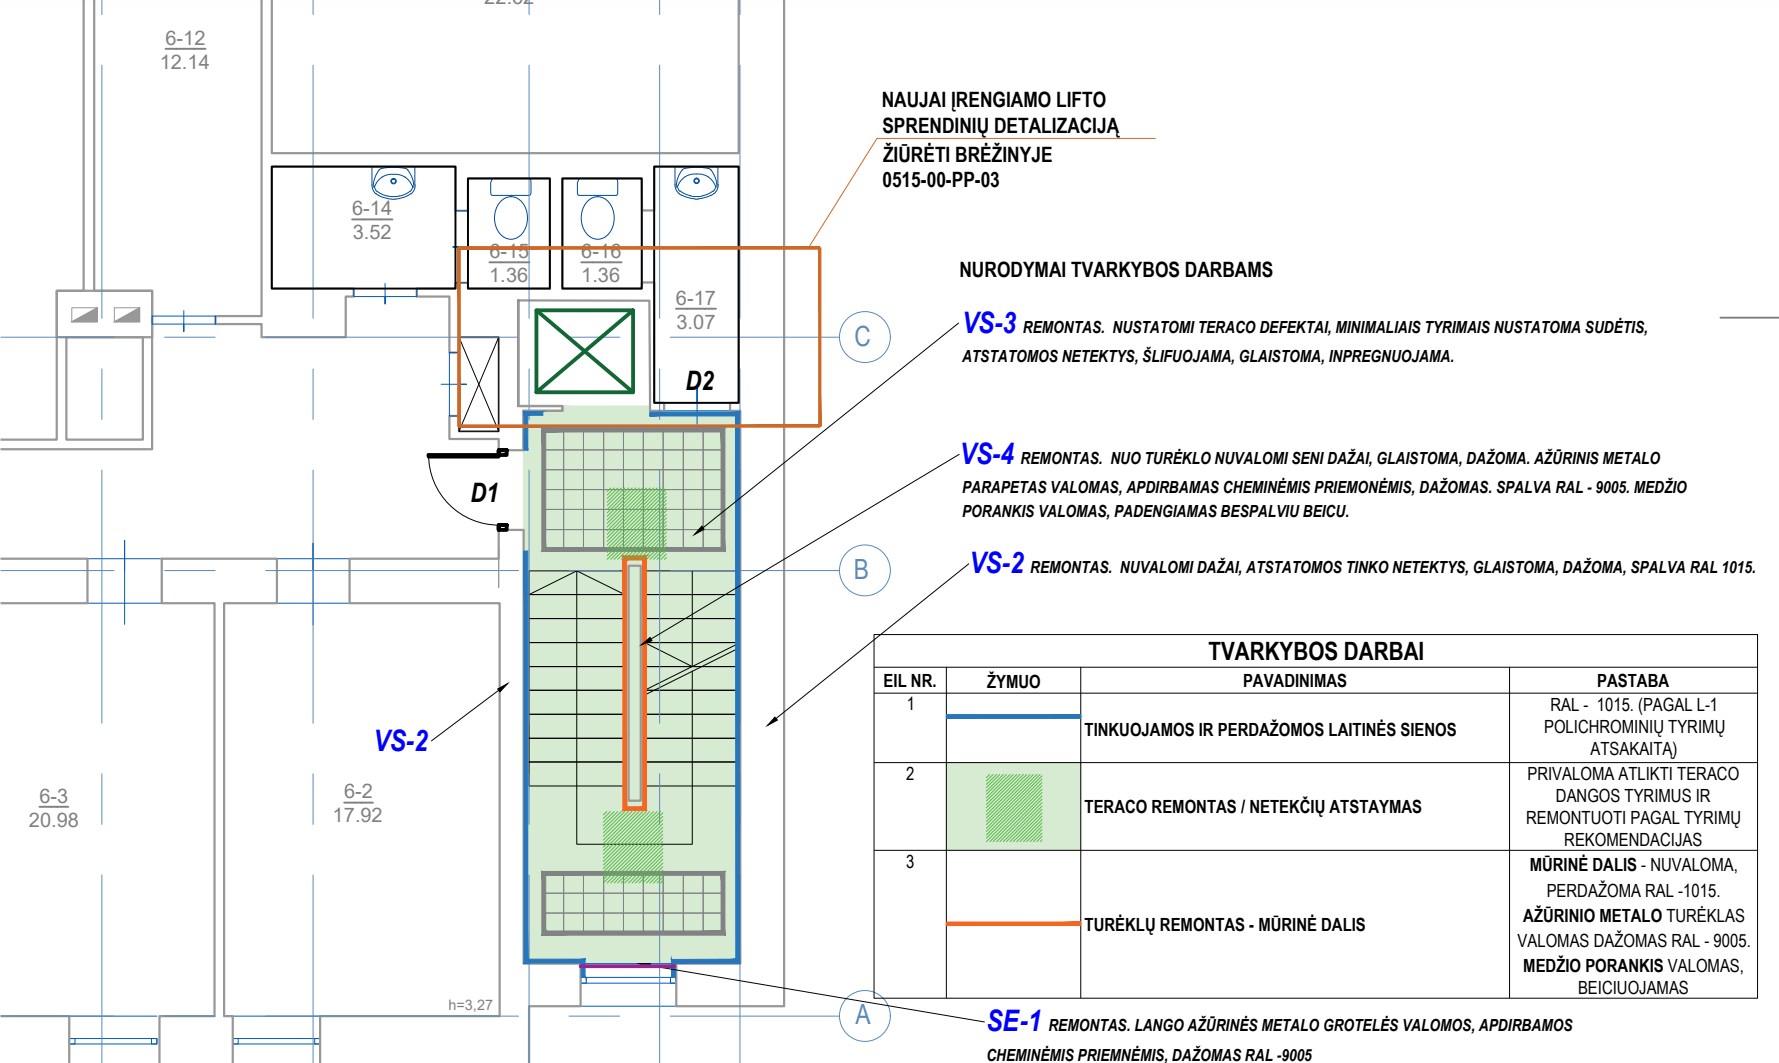 22.62
6-12
12.14
NAUJAI ĮRENGIAMO LIFTO
SPRENDINIŲ DETALIZACIJĄ
ŽIŪRĖTI BRĖŽINYJE
0515-00-PP-03
6-14
3.52
6-15
1.36
6-16
1.36
6-17
3.07
D2
C
D1
B
VS-2
6-3
20.98
6-2
17.92
h=3,27
A
NURODYMAI TVARKYBOS DARBAMS
VS-3 REMONTAS. NUSTATOMI TERACO DEFEKTAI, MINIMALIAIS TYRIMAIS NUSTATOMA SUDĖTIS,
ATSTATOMOS NETEKTYS, ŠLIFUOJAMA, GLAISTOMA, INPREGNUOJAMA.
VS-4 REMONTAS. NUO TURĖKLO NUVALOMI SENI DAŽAI, GLAISTOMA, DAŽOMA. AŽŪRINIS METALO
PARAPETAS VALOMAS, APDIRBAMAS CHEMINĖMIS PRIEMONĖMIS, DAŽOMAS. SPALVA RAL - 9005. MEDŽIO
PORANKIS VALOMAS, PADENGIAMAS BESPALVIU BEICU.
VS-2 REMONTAS. NUVALOMI DAŽAI, ATSTATOMOS TINKO NETEKTYS, GLAISTOMA, DAŽOMA, SPALVA RAL 1015.
TVARKYBOS DARBAI
EIL NR. ŽYMUO PAVADINIMAS PASTABA
1
TINKUOJAMOS IR PERDAŽOMOS LAITINĖS SIENOS
RAL - 1015. (PAGAL L-1
POLICHROMINIŲ TYRIMŲ
ATSAKAITĄ)
2
TERACO REMONTAS / NETEKČIŲ ATSTAYMAS
PRIVALOMA ATLIKTI TERACO
DANGOS TYRIMUS IR
REMONTUOTI PAGAL TYRIMŲ
REKOMENDACIJAS
3
TURĖKLŲ REMONTAS - MŪRINĖ DALIS
MŪRINĖ DALIS - NUVALOMA,
PERDAŽOMA RAL -1015.
AŽŪRINIO METALO TURĖKLAS
VALOMAS DAŽOMAS RAL - 9005.
MEDŽIO PORANKIS VALOMAS,
BEICIUOJAMAS
SE-1 REMONTAS. LANGO AŽŪRINĖS METALO GROTELĖS VALOMOS, APDIRBAMOS
CHEMINĖMIS PRIEMNĖMIS, DAŽOMAS RAL -9005